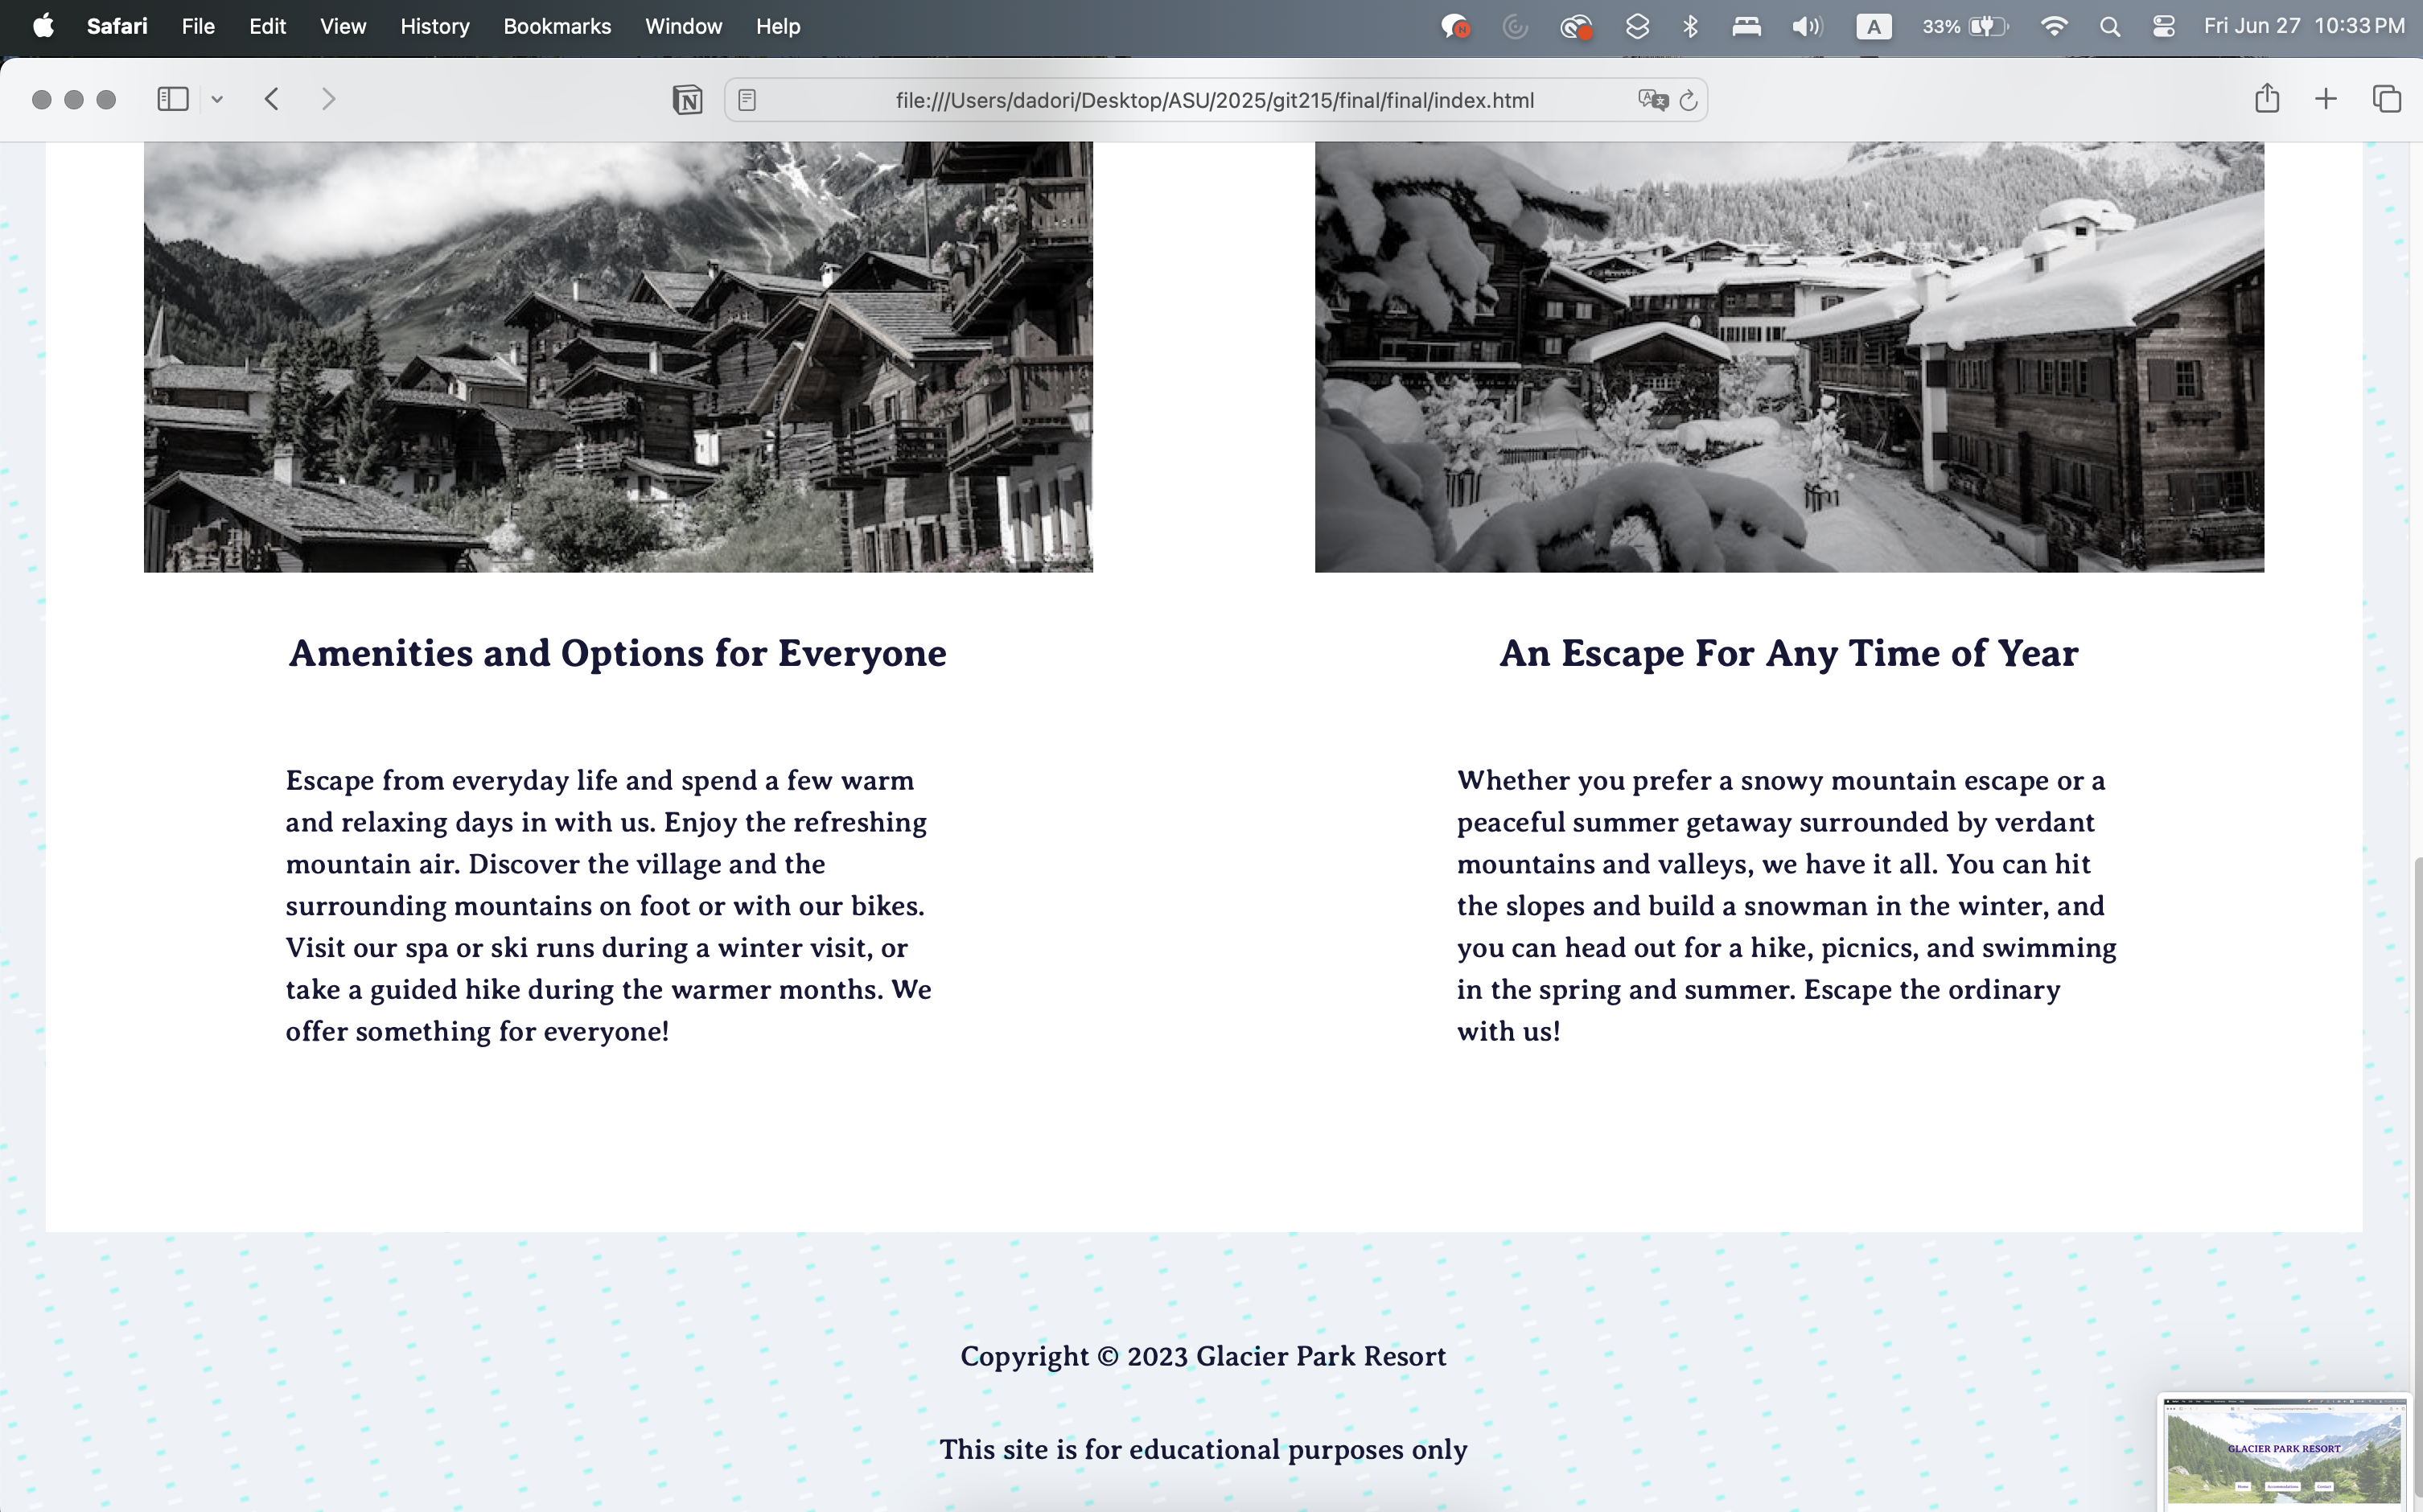 Safari File Edit View History Bookmarks Window Help
N A 33% Fri Jun 27 10:33 PM
N file:///Users/dadori/Desktop/ASU/2025/git215/final/final/index.html
Amenities and Options for Everyone
Escape from everyday life and spend a few warm
and relaxing days in with us. Enjoy the refreshing
mountain air. Discover the village and the
surrounding mountains on foot or with our bikes.
Visit our spa or ski runs during a winter visit, or
take a guided hike during the warmer months. We
offer something for everyone!
An Escape For Any Time of Year
Whether you prefer a snowy mountain escape or a
peaceful summer getaway surrounded by verdant
mountains and valleys, we have it all. You can hit
the slopes and build a snowman in the winter, and
you can head out for a hike, picnics, and swimming
in the spring and summer. Escape the ordinary
with us!
Copyright © 2023 Glacier Park Resort
This site is for educational purposes only
GLACIER PARK RESORT
Home Accommodations Contact